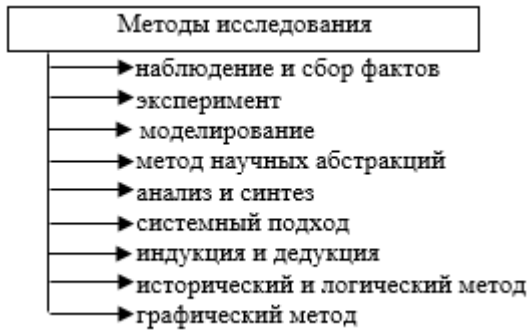 Методы исследования
наблюдение и сбор фактов
эксперимент
моделирование
метод научных абстракций
анализ и синтез
системный подход
индукция и дедукция
исторический и логический метод
графический метод